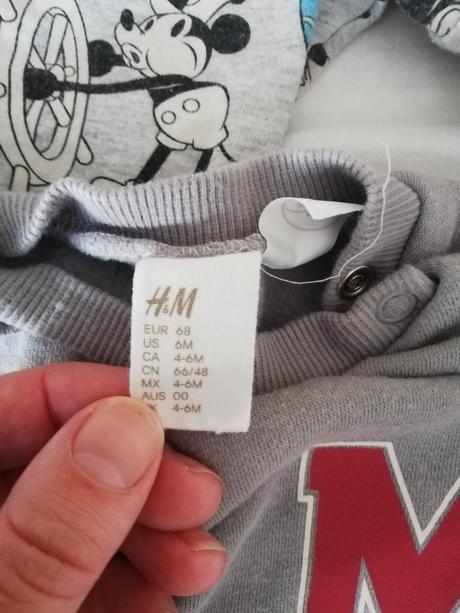 H&M
EUR 68
US 6M
CA 4-6M
CN 66/48
MX 4-6M
AUS 00
4-6M
M